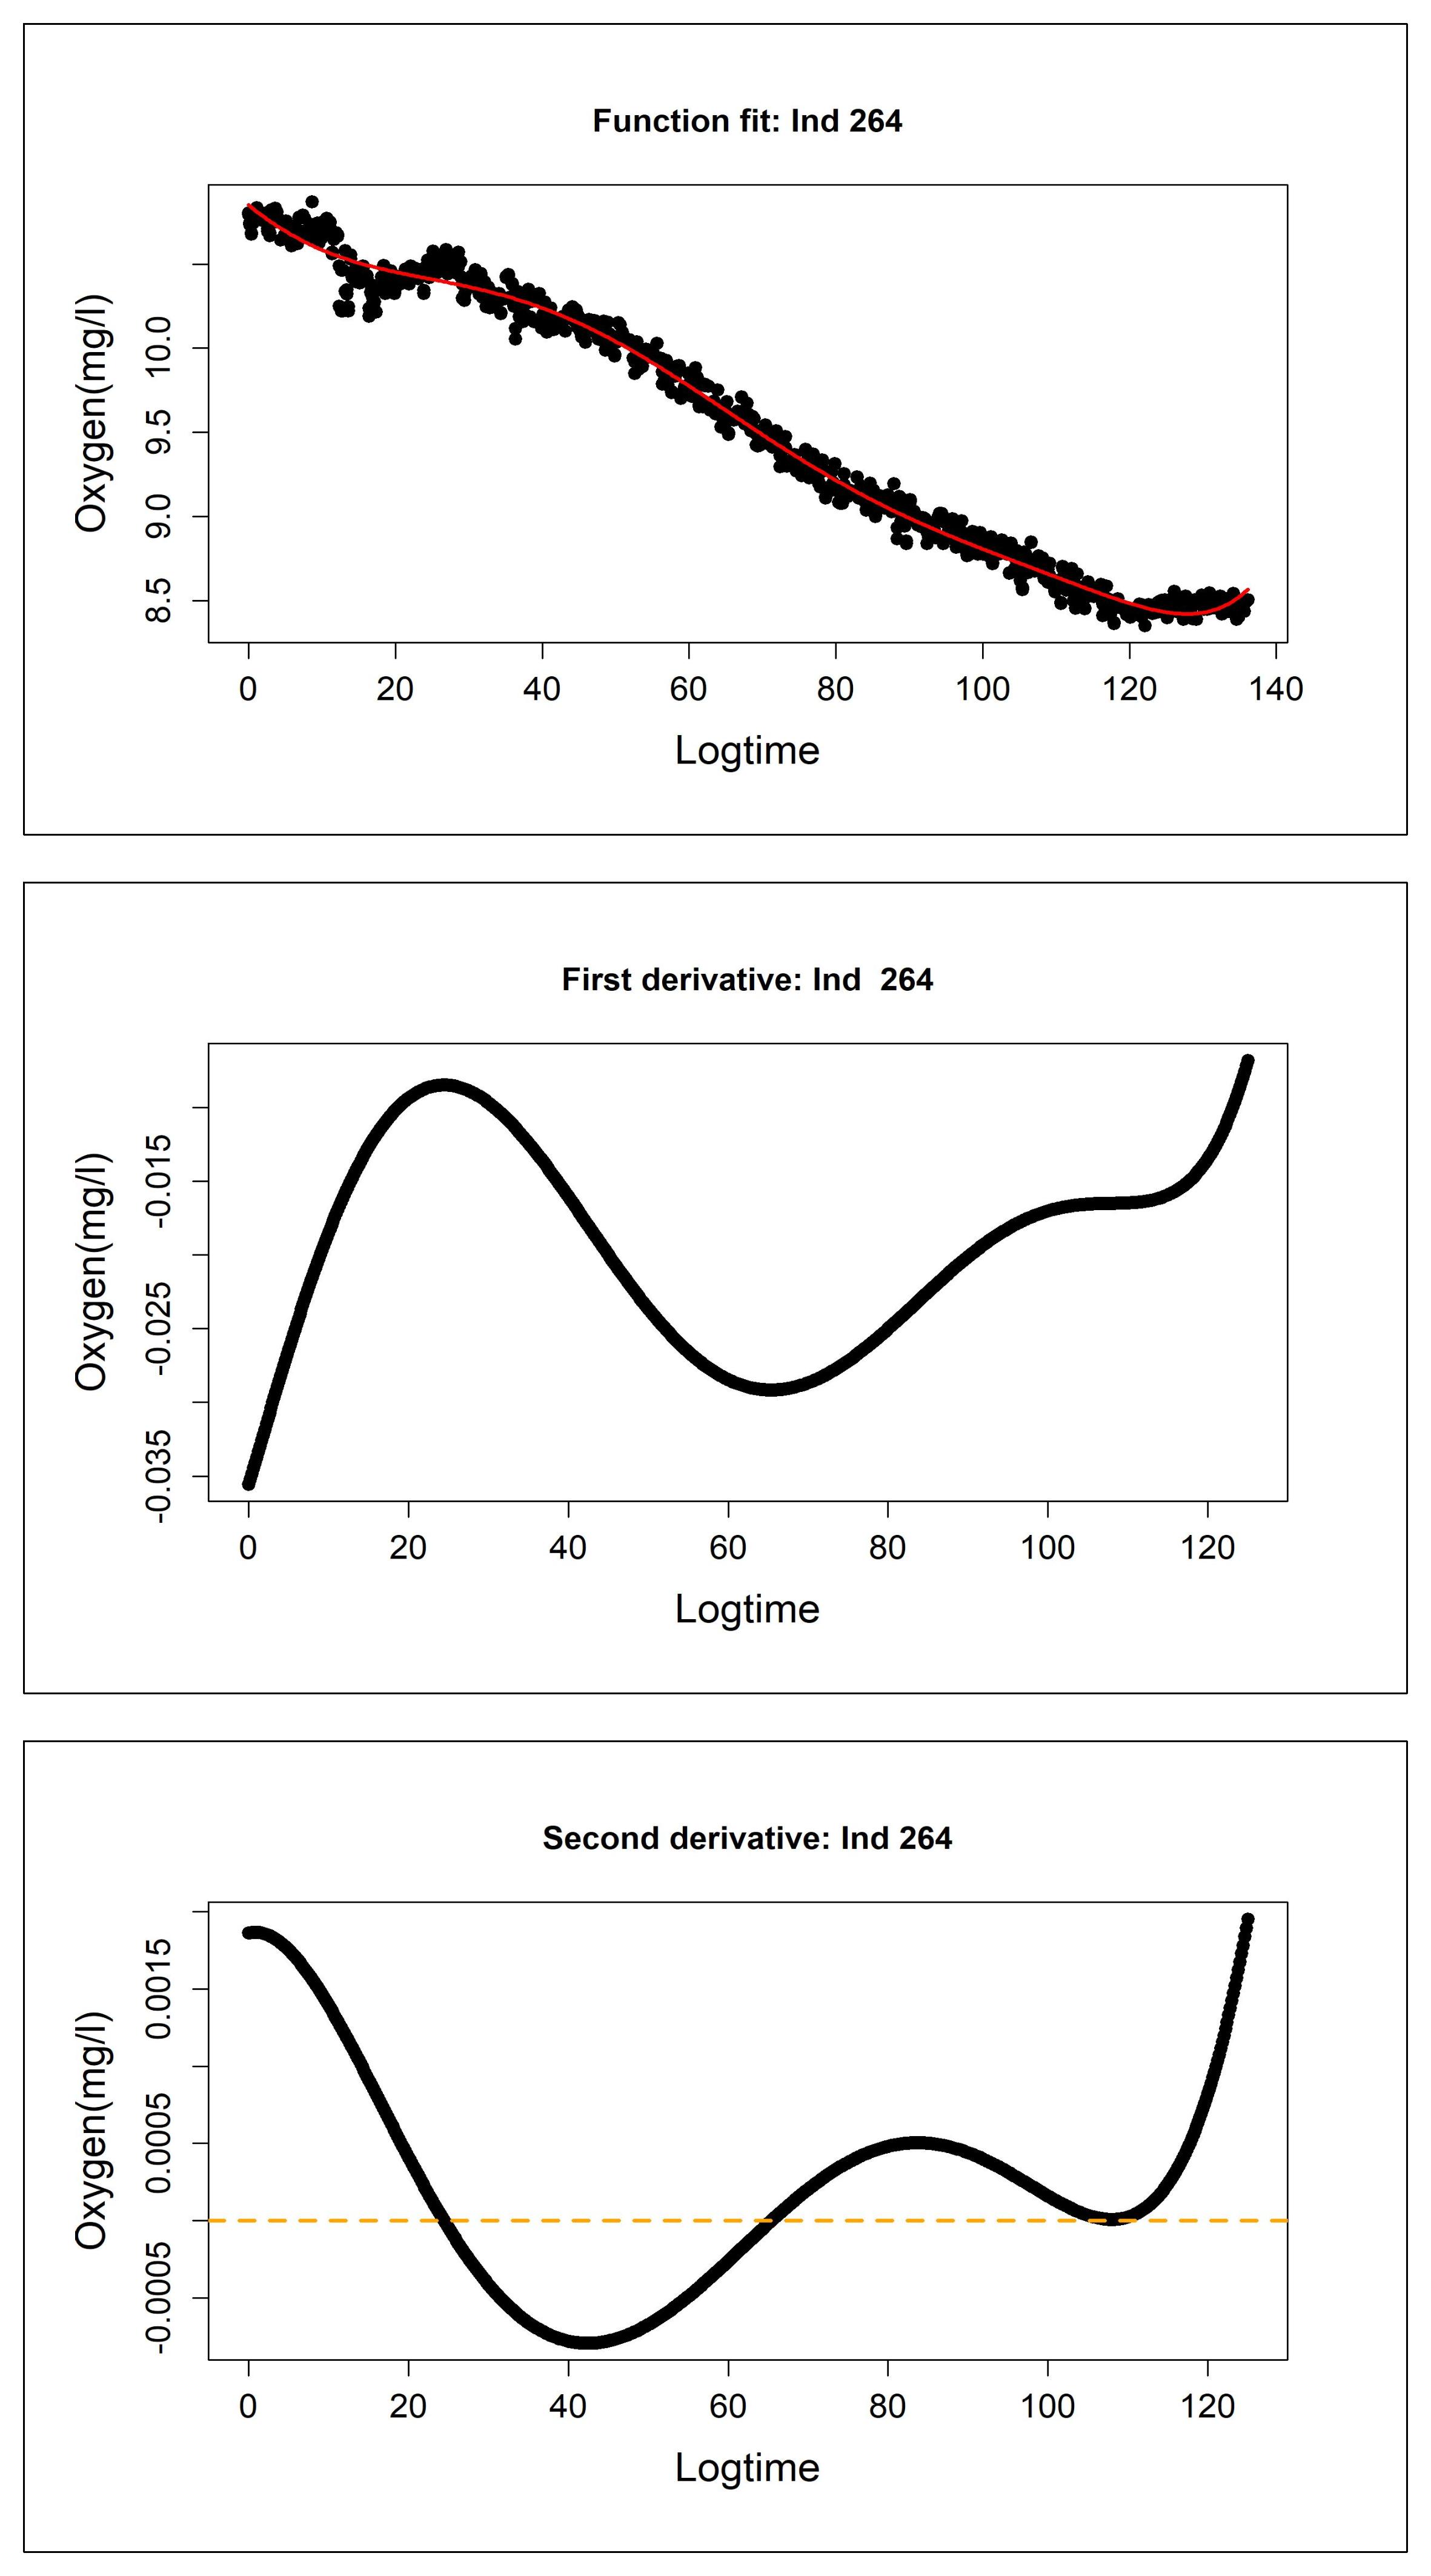 Function fit: Ind 264
Oxygen(mg/l)
10.0
9.5
9.0
8.5
0 20 40 60 80 100 120 140
Logtime
First derivative: Ind  264
Oxygen(mg/l)
-0.015
-0.025
-0.035
0 20 40 60 80 100 120
Logtime
Second derivative: Ind 264
Oxygen(mg/l)
0.0015
0.0005
-0.0005
0 20 40 60 80 100 120
Logtime